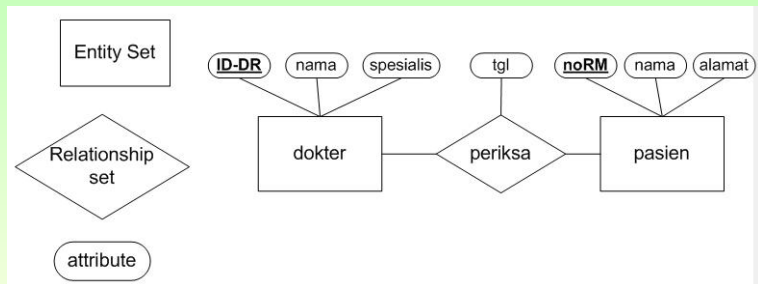 Entity Set
Relationship
set
attribute
ID-DR
nama
spesialis
tgl
noRM
nama
alamat
dokter
periksa
pasien